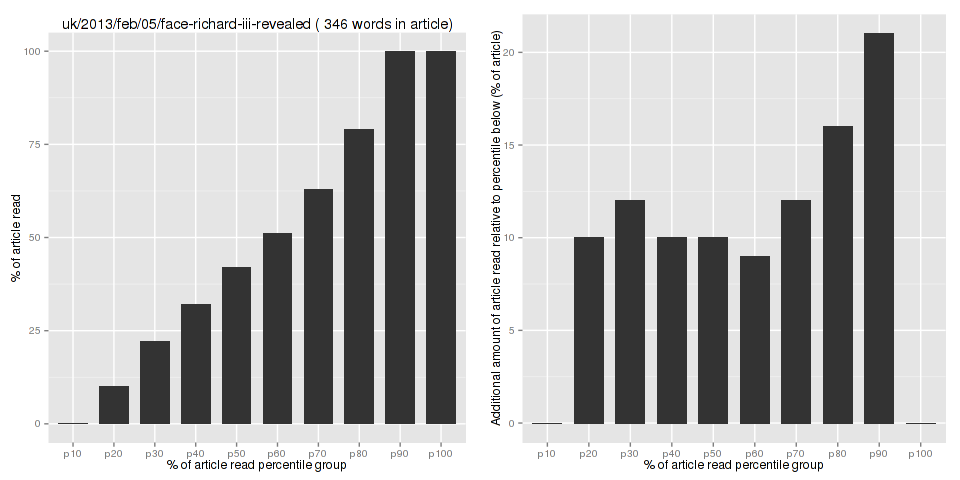 uk/2013/feb/05/face-richard-iii-revealed ( 346 words in article)
% of article read
100
75
50
25
0
p10 p20 p30 p40 p50 p60 p70 p80 p90 p100
% of article read percentile group
Additional amount of article read relative to percentile below (% of article)
20
15
10
5
0
p10 p20 p30 p40 p50 p60 p70 p80 p90 p100
% of article read percentile group